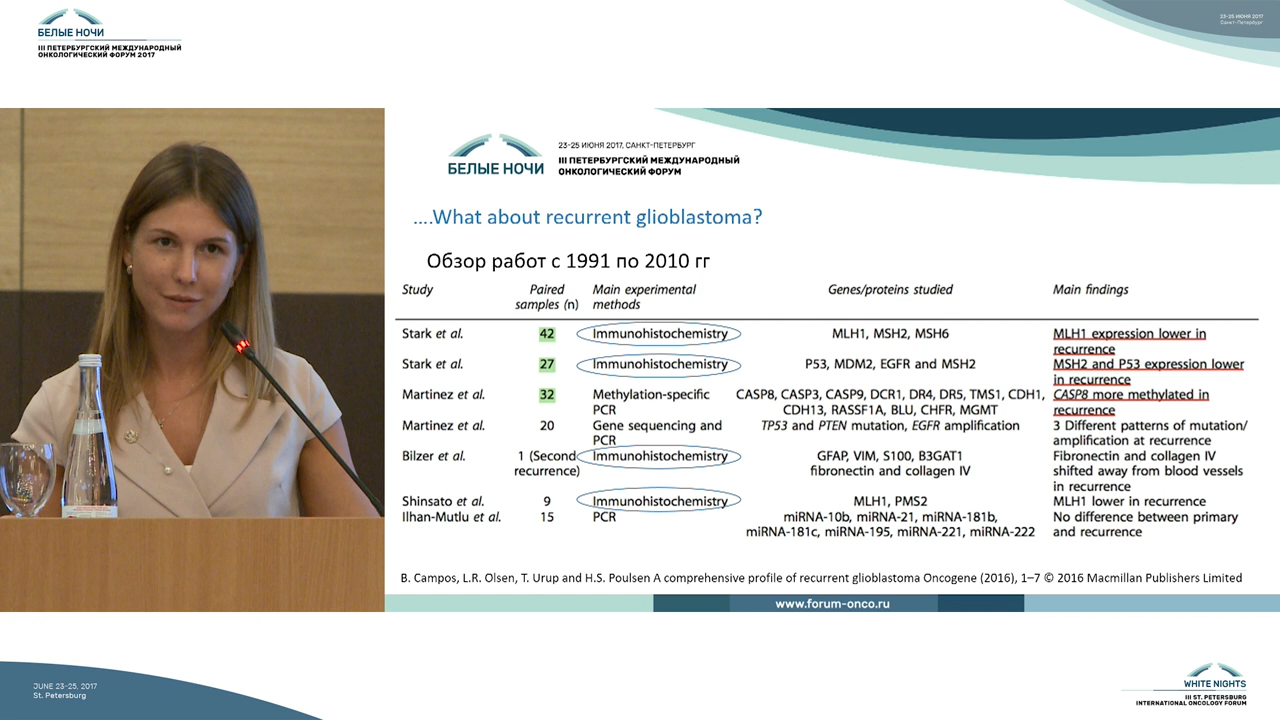 БЕЛЫЕ НОЧИ
III ПЕТЕРБУРГСКИЙ МЕЖДУНАРОДНЫЙ
ОНКОЛОГИЧЕСКИЙ ФОРУМ 2017
23-25 ИЮНЯ 2017
Санкт-Петербург
БЕЛЫЕ НОЧИ
23-25 ИЮНЯ 2017, САНКТ-ПЕТЕРБУРГ
III ПЕТЕРБУРГСКИЙ МЕЖДУНАРОДНЫЙ
ОНКОЛОГИЧЕСКИЙ ФОРУМ
....What about recurrent glioblastoma?
Обзор работ с 1991 по 2010 гг
Study Paired samples (n) Main experimental methods Genes/proteins studied Main findings
Stark et al. 42 Immunohistochemistry MLH1, MSH2, MSH6 MLH1 expression lower in
recurrence
Stark et al. 27 Immunohistochemistry P53, MDM2, EGFR and MSH2 MSH2 and P53 expression lower
in recurrence
Martinez et al. 32 Methylation-specific CASP8, CASP3, CASP9, DCR1, DR4, DR5, TMS1, CDH1, CASP8 more methylated in
PCR CDH13, RASSF1A, BLU, CHFR, MGMT recurrence
Martinez et al. 20 Gene sequencing and TP53 and PTEN mutation, EGFR amplification 3 Different patterns of mutation/
PCR amplification at recurrence
Bilzer et al. 1 (Second Immunohistochemistry GFAP, VIM, S100, B3GAT1 Fibronectin and collagen IV
recurrence) fibronectin and collagen IV shifted away from blood vessels
in recurrence
Shinsato et al. 9 Immunohistochemistry MLH1, PMS2 MLH1 lower in recurrence
Ilhan-Mutlu et al. 15 PCR miRNA-10b, miRNA-21, miRNA-181b, No difference between primary
miRNA-181c, miRNA-195, miRNA-221, miRNA-222 and recurrence
B. Campos, L.R. Olsen, T. Urup and H.S. Poulsen A comprehensive profile of recurrent glioblastoma Oncogene (2016), 1–7 © 2016 Macmillan Publishers Limited
www.forum-onco.ru
JUNE 23-25, 2017
St. Petersburg
WHITE NIGHTS
III ST. PETERSBURG
INTERNATIONAL ONCOLOGY FORUM